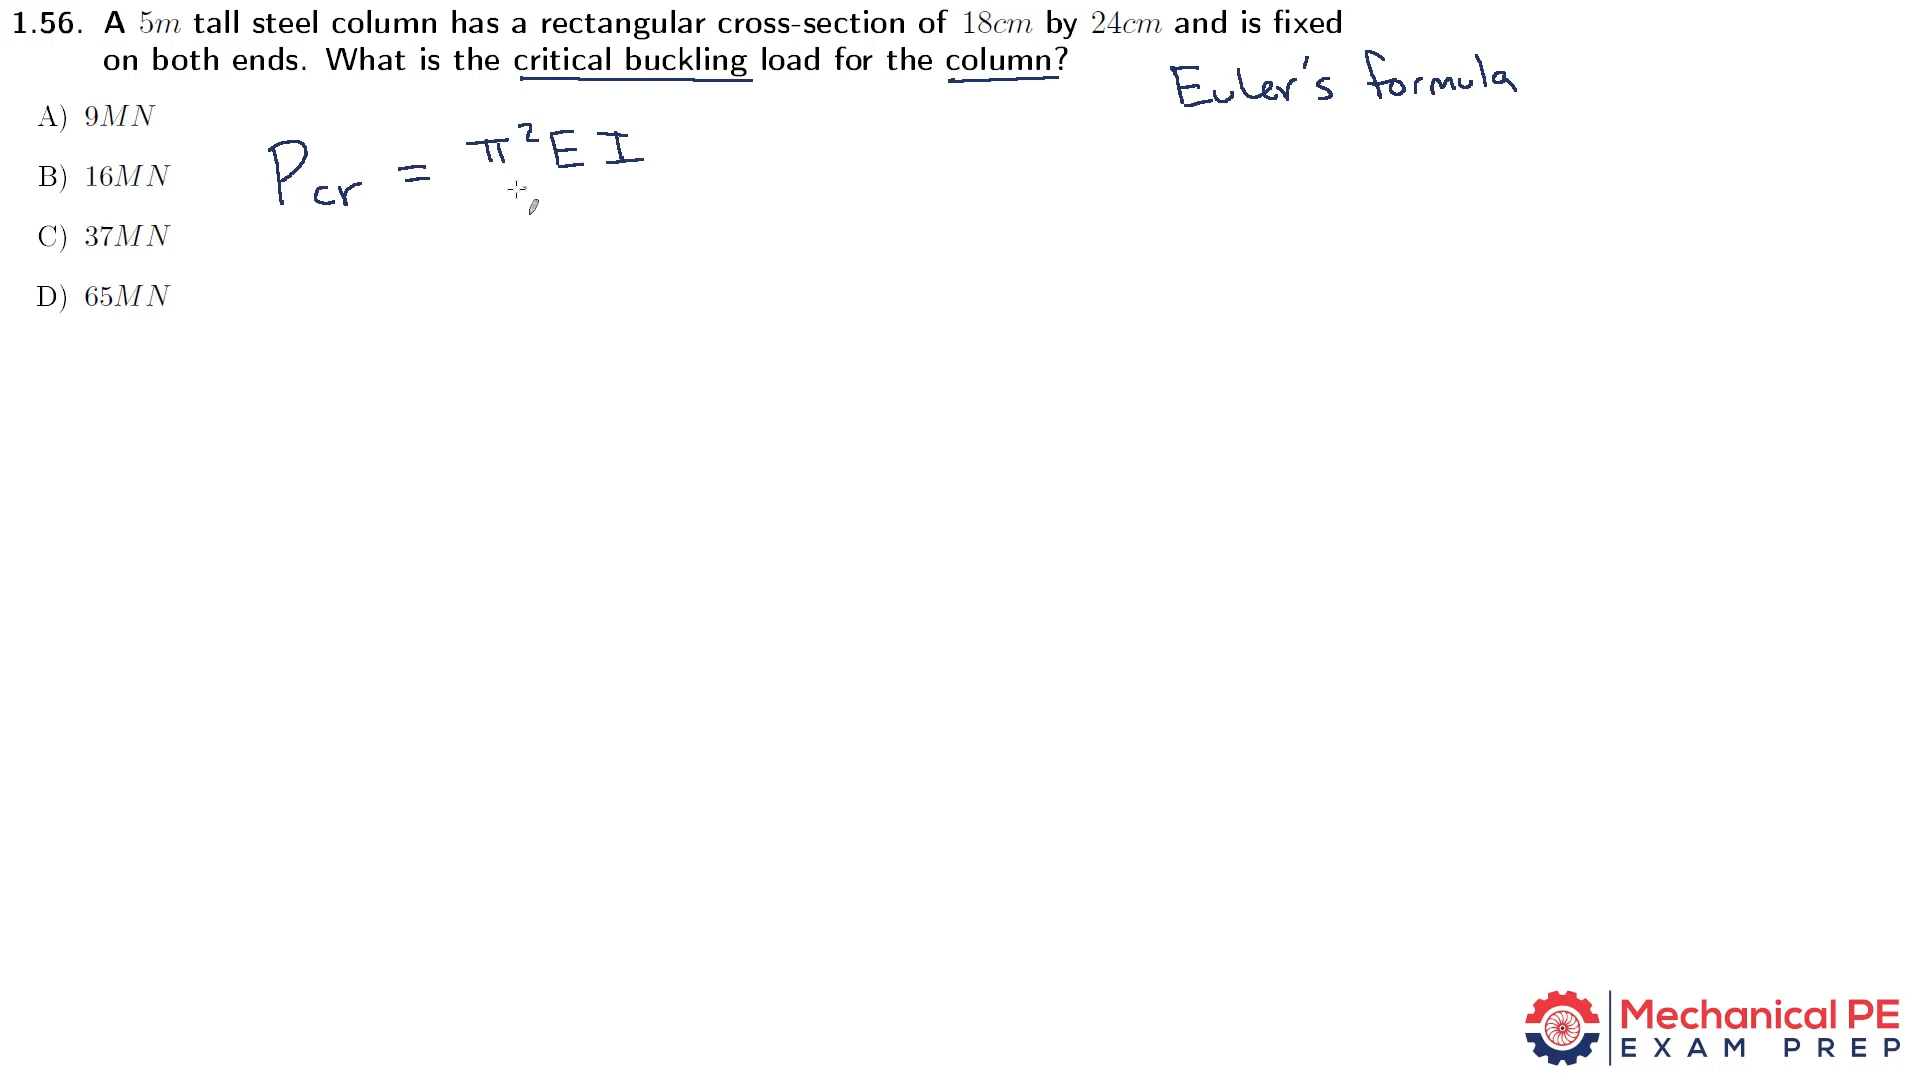 1.56. A 5m tall steel column has a rectangular cross-section of 18cm by 24cm and is fixed
on both ends. What is the critical buckling load for the column?
Euler's formula
A) 9MN
B) 16MN
C) 37MN
D) 65MN
Pcr = π²EI
Mechanical PE
EXAM PREP